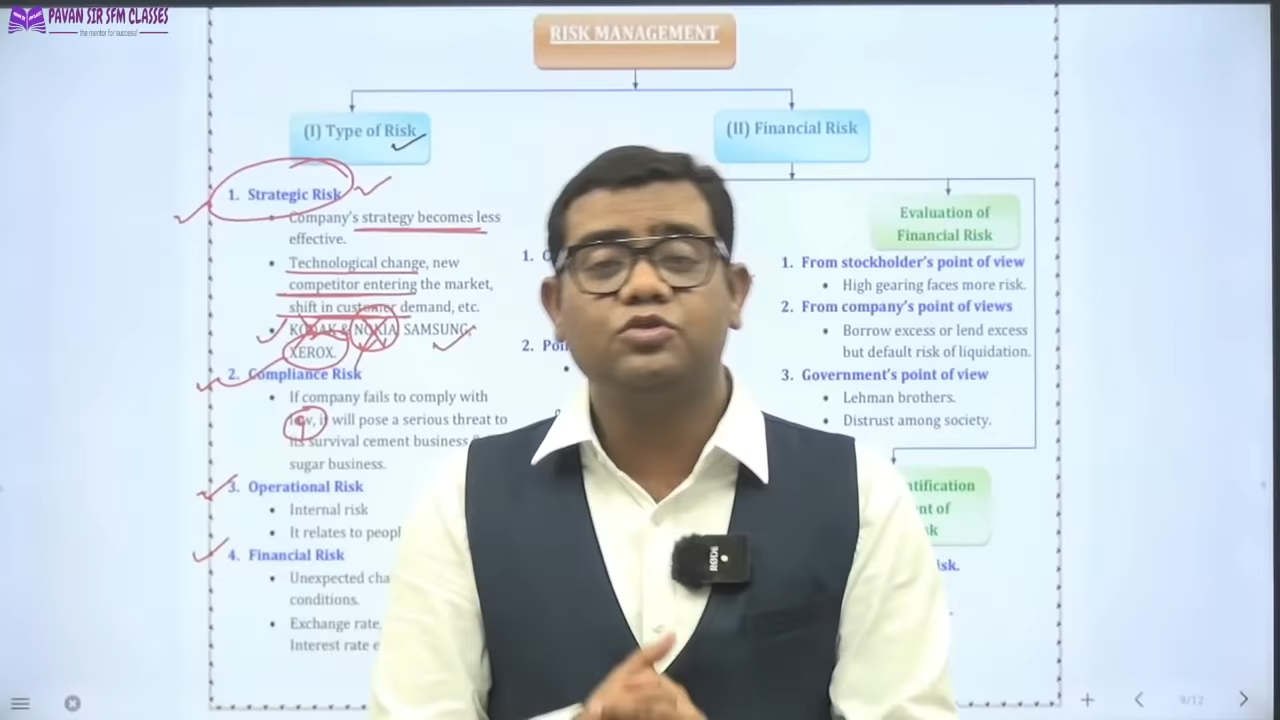 PAVAN SIR SFM CLASSES
the mentor for success!
RISK MANAGEMENT
(I) Type of Risk
(II) Financial Risk
1. Strategic Risk
• Company's strategy becomes less
effective.
• Technological change, new
competitor entering the market,
shift in customer demand, etc.
• KODAK & NOKIA SAMSUNG
XEROX.
2. Compliance Risk
• If company fails to comply with
law, it will pose a serious threat to
its survival cement business
sugar business.
3. Operational Risk
• Internal risk
• It relates to peopl
4. Financial Risk
• Unexpected cha
conditions.
• Exchange rate,
Interest rate
1.
2.
Evaluation of
Financial Risk
1. From stockholder's point of view
• High gearing faces more risk.
2. From company's point of views
• Borrow excess or lend excess
but default risk of liquidation.
3. Government's point of view
• Lehman brothers.
• Distrust among society.
RØDE
9/12